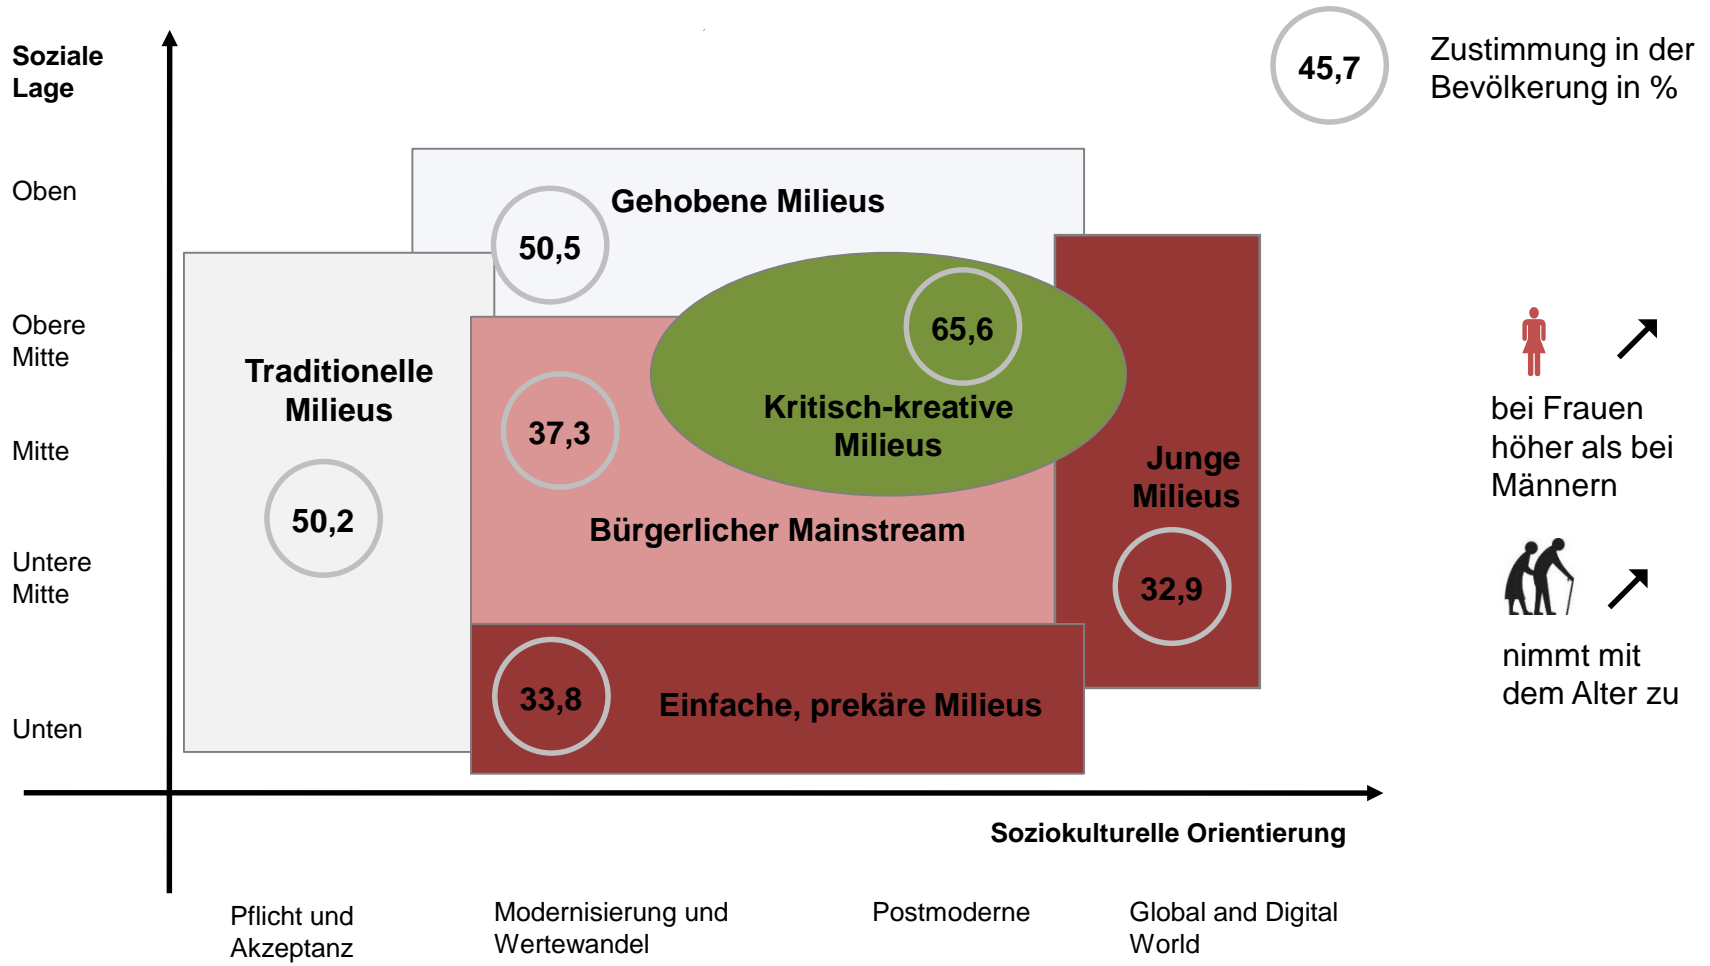 Soziale
Lage
45,7
Zustimmung in der
Bevölkerung in %
Oben
Gehobene Milieus
50,5
Obere
Mitte
65,6
Traditionelle
Milieus
Kritisch-kreative
Milieus
37,3
bei Frauen
höher als bei
Männern
Mitte
Junge
Milieus
50,2
Bürgerlicher Mainstream
Untere
Mitte
32,9
nimmt mit
dem Alter zu
33,8
Einfache, prekäre Milieus
Unten
Soziokulturelle Orientierung
Pflicht und
Akzeptanz
Modernisierung und
Wertewandel
Postmoderne
Global and Digital
World